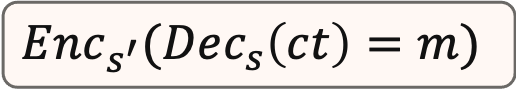 Enc_{s'}(Dec_s(ct) = m)